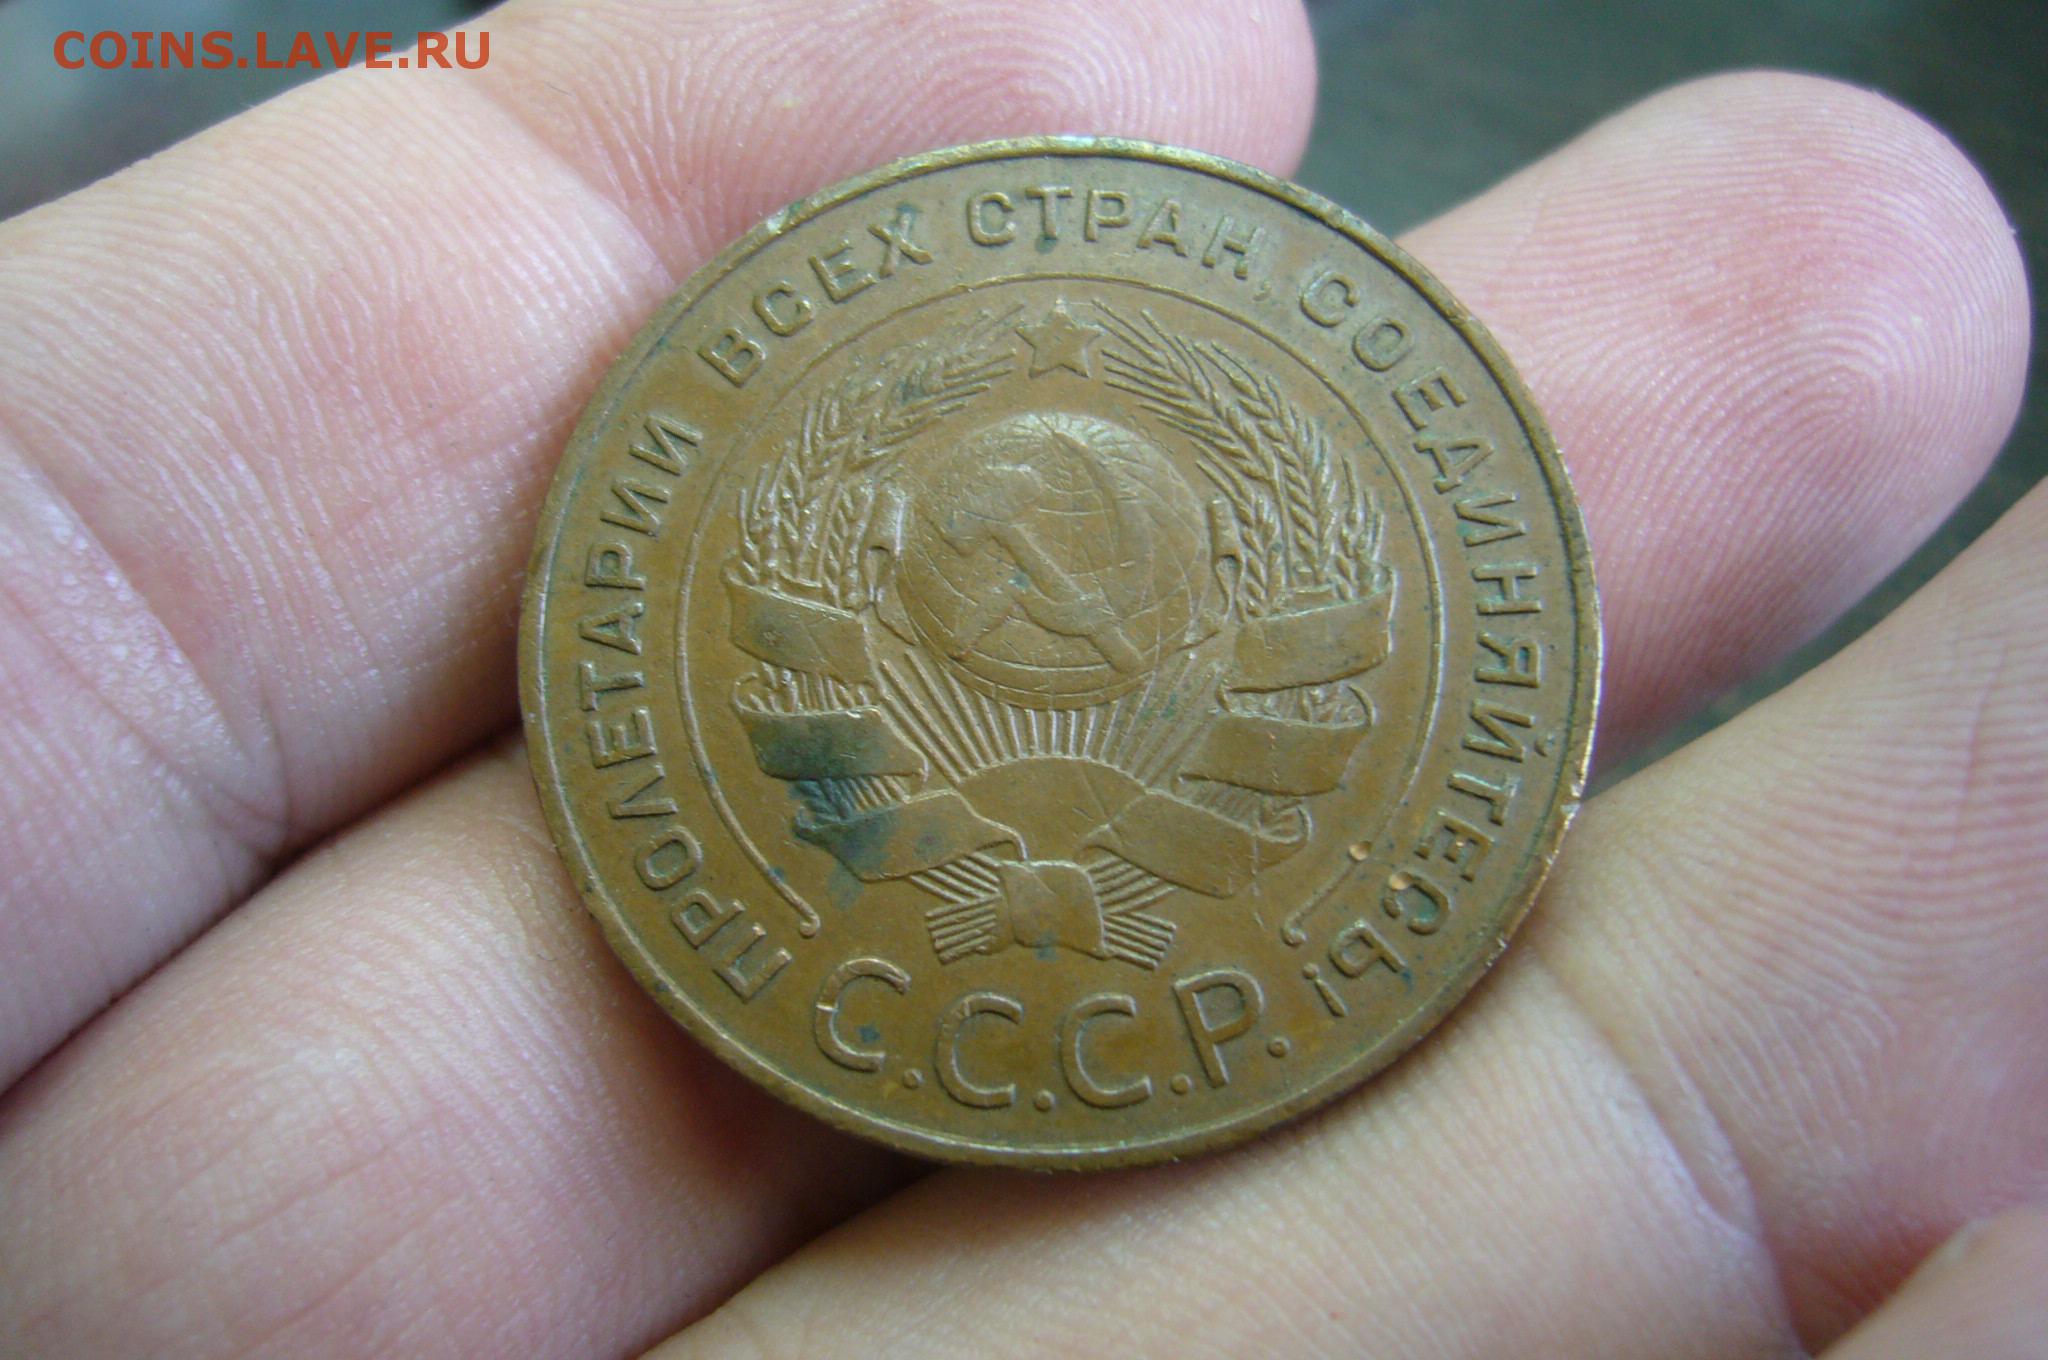 COINS.LAVE.RU
ПРОЛЕТАРИИ ВСЕХ СТРАН, СОЕДИНЯЙТЕСЬ!
С.С.С.Р.